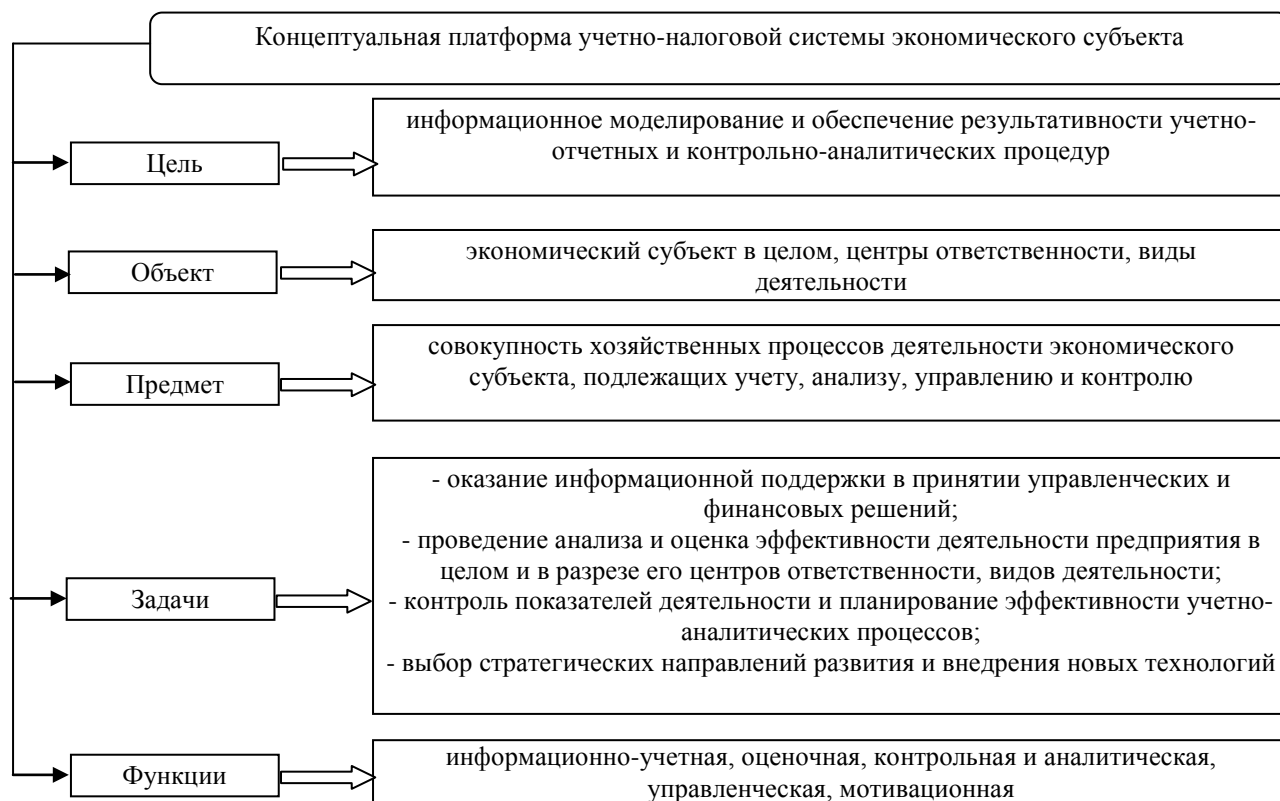 Концептуальная платформа учетно-налоговой системы экономического субъекта
Цель
информационное моделирование и обеспечение результативности учетно-
отчетных и контрольно-аналитических процедур
Объект
экономический субъект в целом, центры ответственности, виды
деятельности
Предмет
совокупность хозяйственных процессов деятельности экономического
субъекта, подлежащих учету, анализу, управлению и контролю
Задачи
- оказание информационной поддержки в принятии управленческих и
финансовых решений;
- проведение анализа и оценка эффективности деятельности предприятия в
целом и в разрезе его центров ответственности, видов деятельности;
- контроль показателей деятельности и планирование эффективности учетно-
аналитических процессов;
- выбор стратегических направлений развития и внедрения новых технологий
Функции
информационно-учетная, оценочная, контрольная и аналитическая,
управленческая, мотивационная